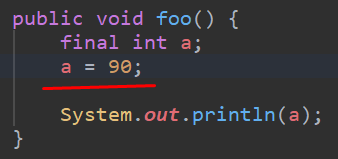 public void foo() {
final int a;
a = 90;
System.out.println(a);
}